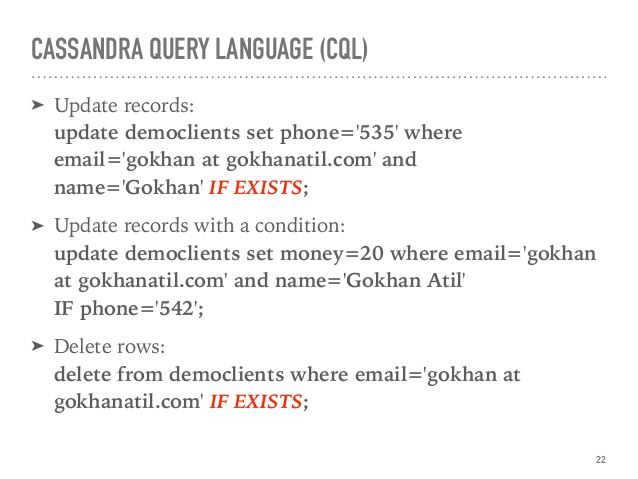 CASSANDRA QUERY LANGUAGE (CQL)
➤ Update records:
update democlients set phone='535' where
email='gokhan at gokhanatil.com' and
name='Gokhan' IF EXISTS;
➤ Update records with a condition:
update democlients set money=20 where email='gokhan
at gokhanatil.com' and name='Gokhan Atil'
IF phone='542';
➤ Delete rows:
delete from democlients where email='gokhan at
gokhanatil.com' IF EXISTS;
22